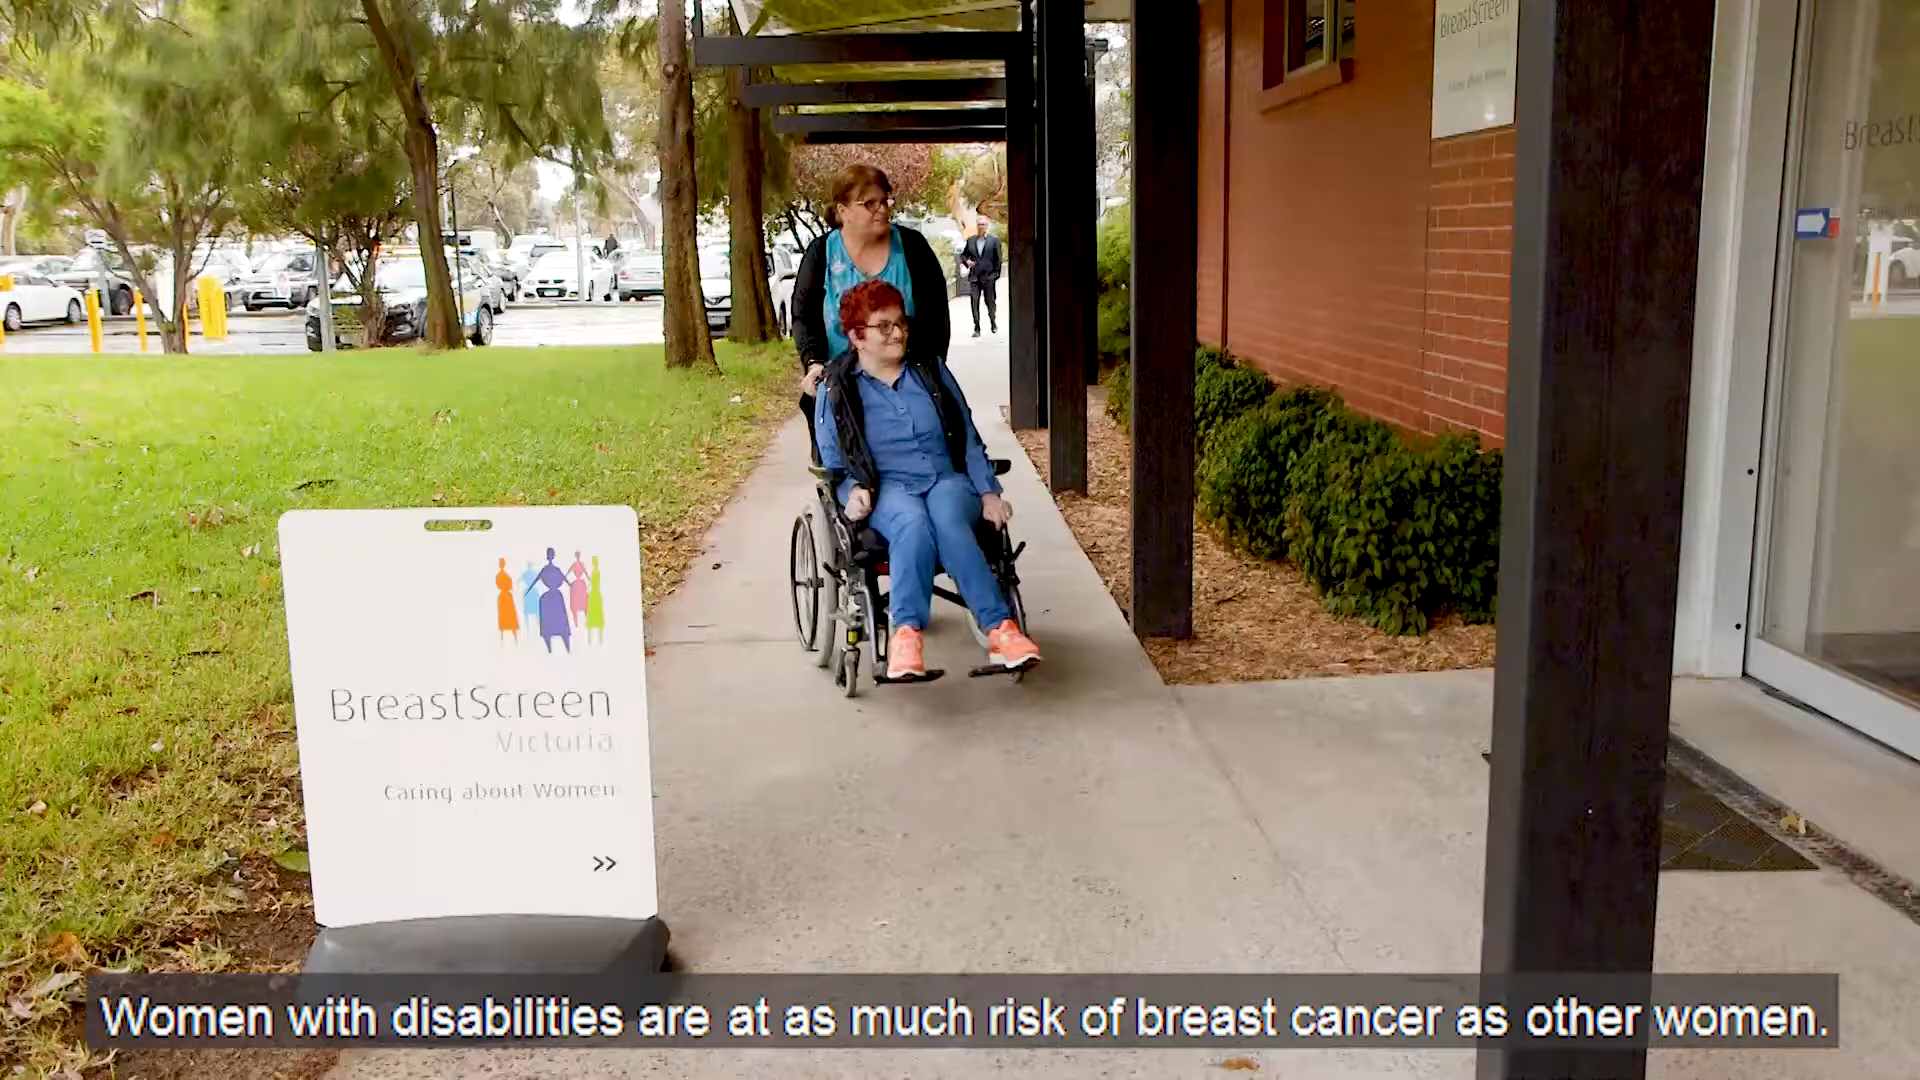 BreastScreen
BreastScreen
Victoria
Caring about Women
>>
Women with disabilities are at as much risk of breast cancer as other women.